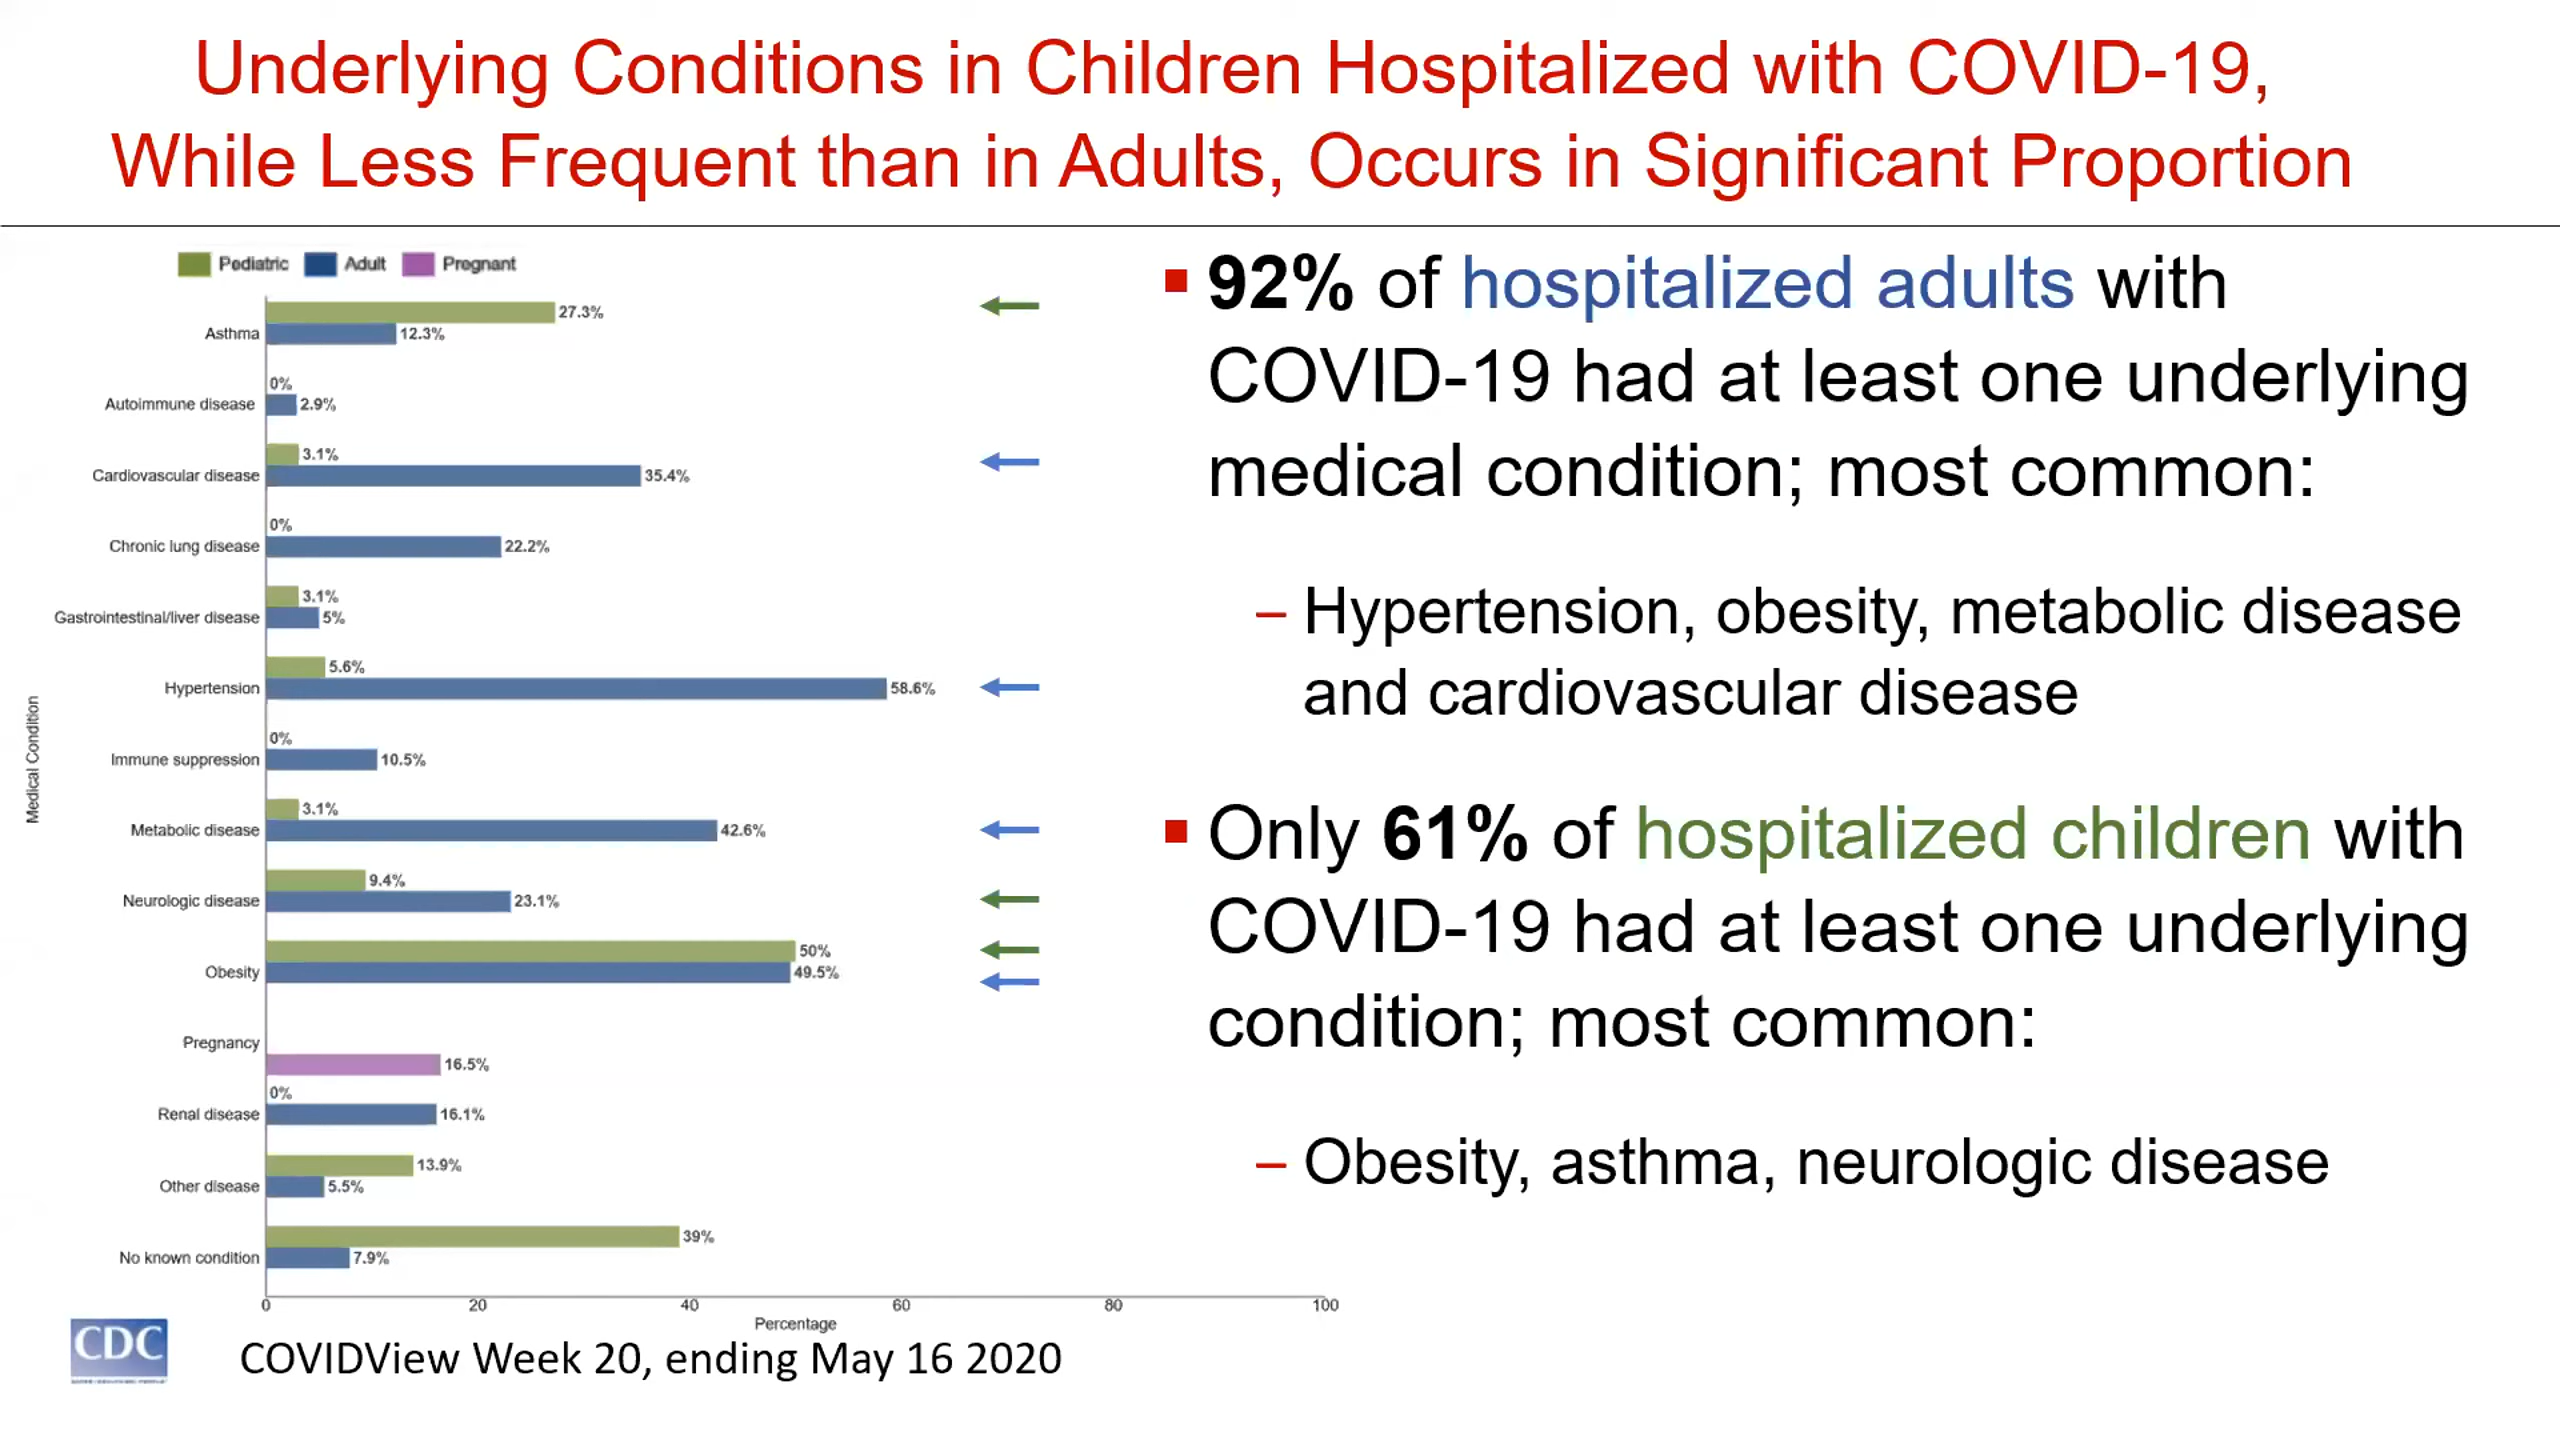 Underlying Conditions in Children Hospitalized with COVID-19,
While Less Frequent than in Adults, Occurs in Significant Proportion
Pediatric Adult Pregnant
27.3%
Asthma 12.3%
0%
Autoimmune disease 2.9%
3.1%
Cardiovascular disease 35.4%
0%
Chronic lung disease 22.2%
3.1%
Gastrointestinal/liver disease 5%
5.6%
Hypertension 58.6%
0%
Immune suppression 10.5%
3.1%
Metabolic disease 42.6%
9.4%
Neurologic disease 23.1%
50%
Obesity 49.5%
Pregnancy
16.5%
0%
Renal disease 16.1%
13.9%
Other disease 5.5%
39%
No known condition 7.9%
0 20 40 60 80 100
Percentage
Medical Condition
92% of hospitalized adults with
COVID-19 had at least one underlying
medical condition; most common:
– Hypertension, obesity, metabolic disease
and cardiovascular disease
Only 61% of hospitalized children with
COVID-19 had at least one underlying
condition; most common:
– Obesity, asthma, neurologic disease
CDC
COVIDView Week 20, ending May 16 2020